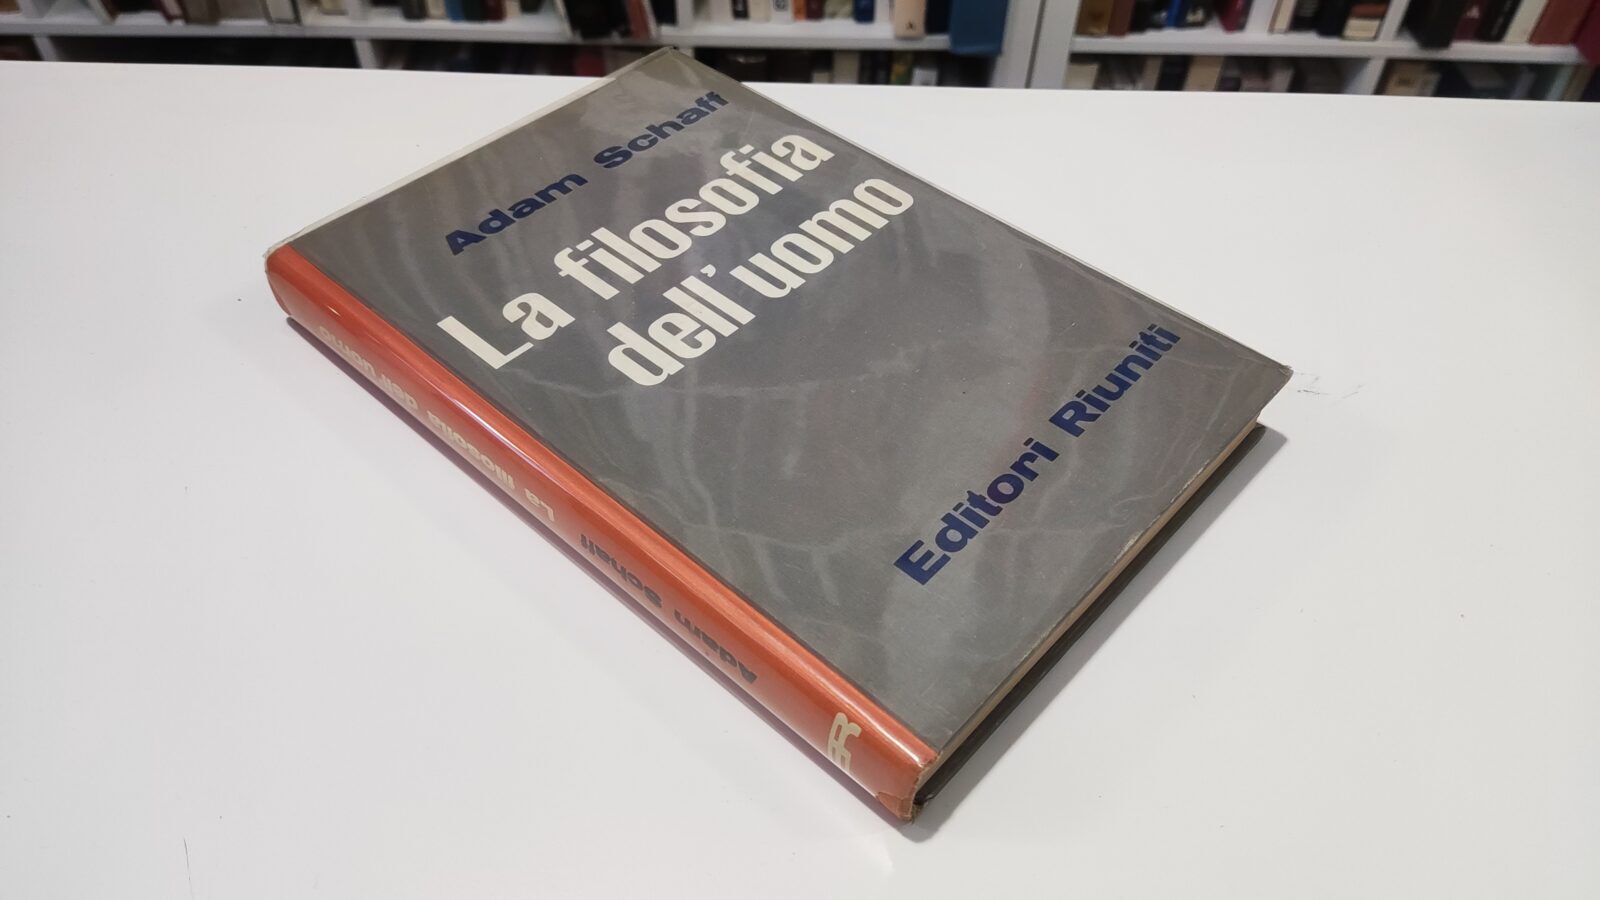 Adam Schaff
La filosofia
dell'uomo
Editori Riuniti
Adam Schaff La filosofia dell'uomo
ER